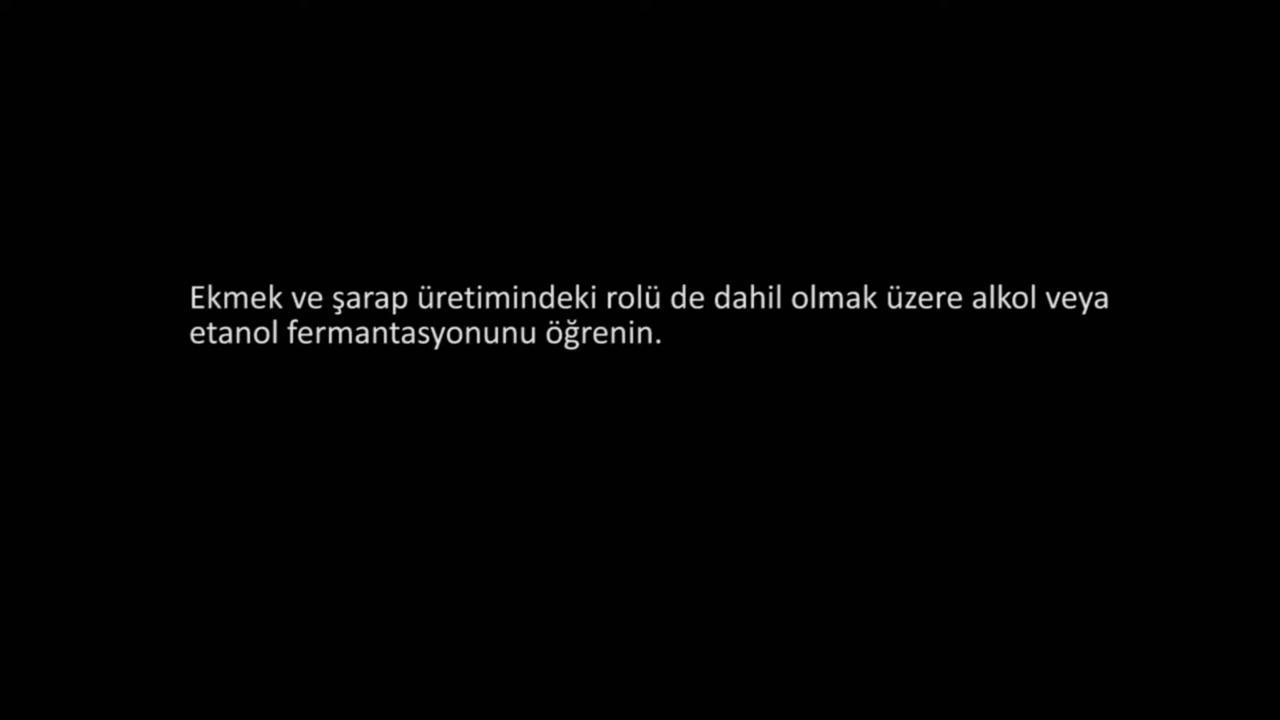 Ekmek ve şarap üretimindeki rolü de dahil olmak üzere alkol veya
etanol fermantasyonunu öğrenin.